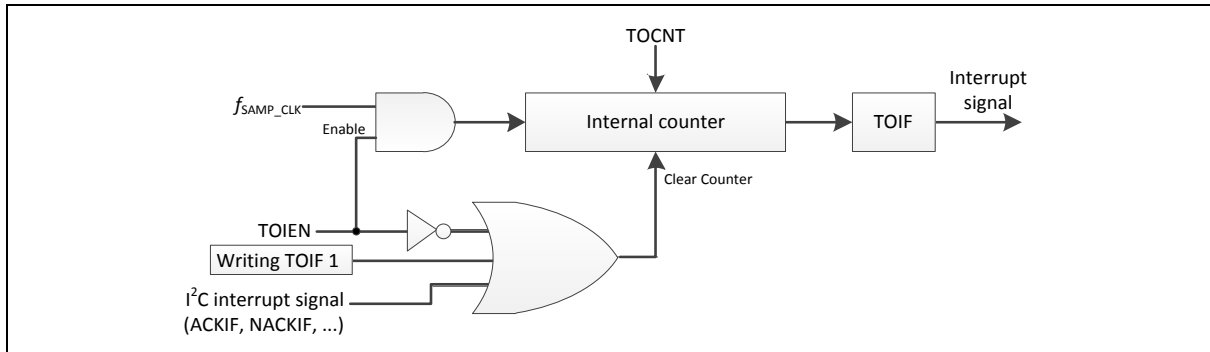 TOCNT
Interrupt
signal
fSAMP_CLK
Enable
Internal counter
TOIF
Clear Counter
TOIEN
Writing TOIF 1
I²C interrupt signal
(ACKIF, NACKIF, ...)